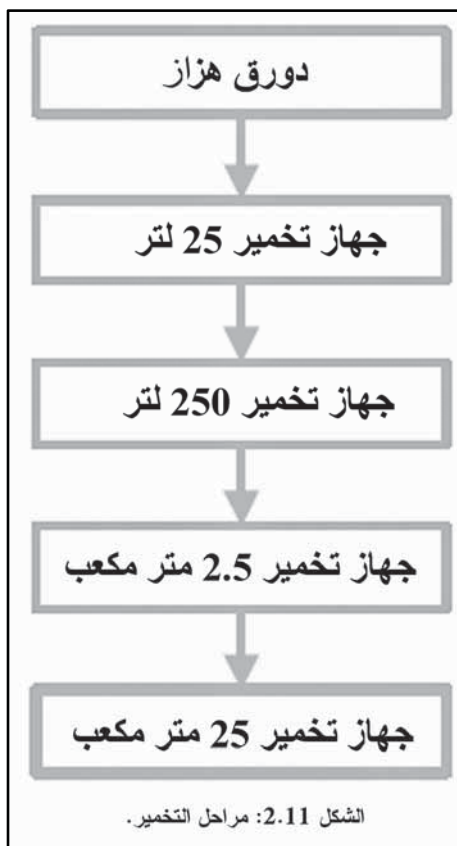 دورق هزاز
جهاز تخمير 25 لتر
جهاز تخمير 250 لتر
جهاز تخمير 2.5 متر مكعب
جهاز تخمير 25 متر مكعب
الشكل 2.11: مراحل التخمير.